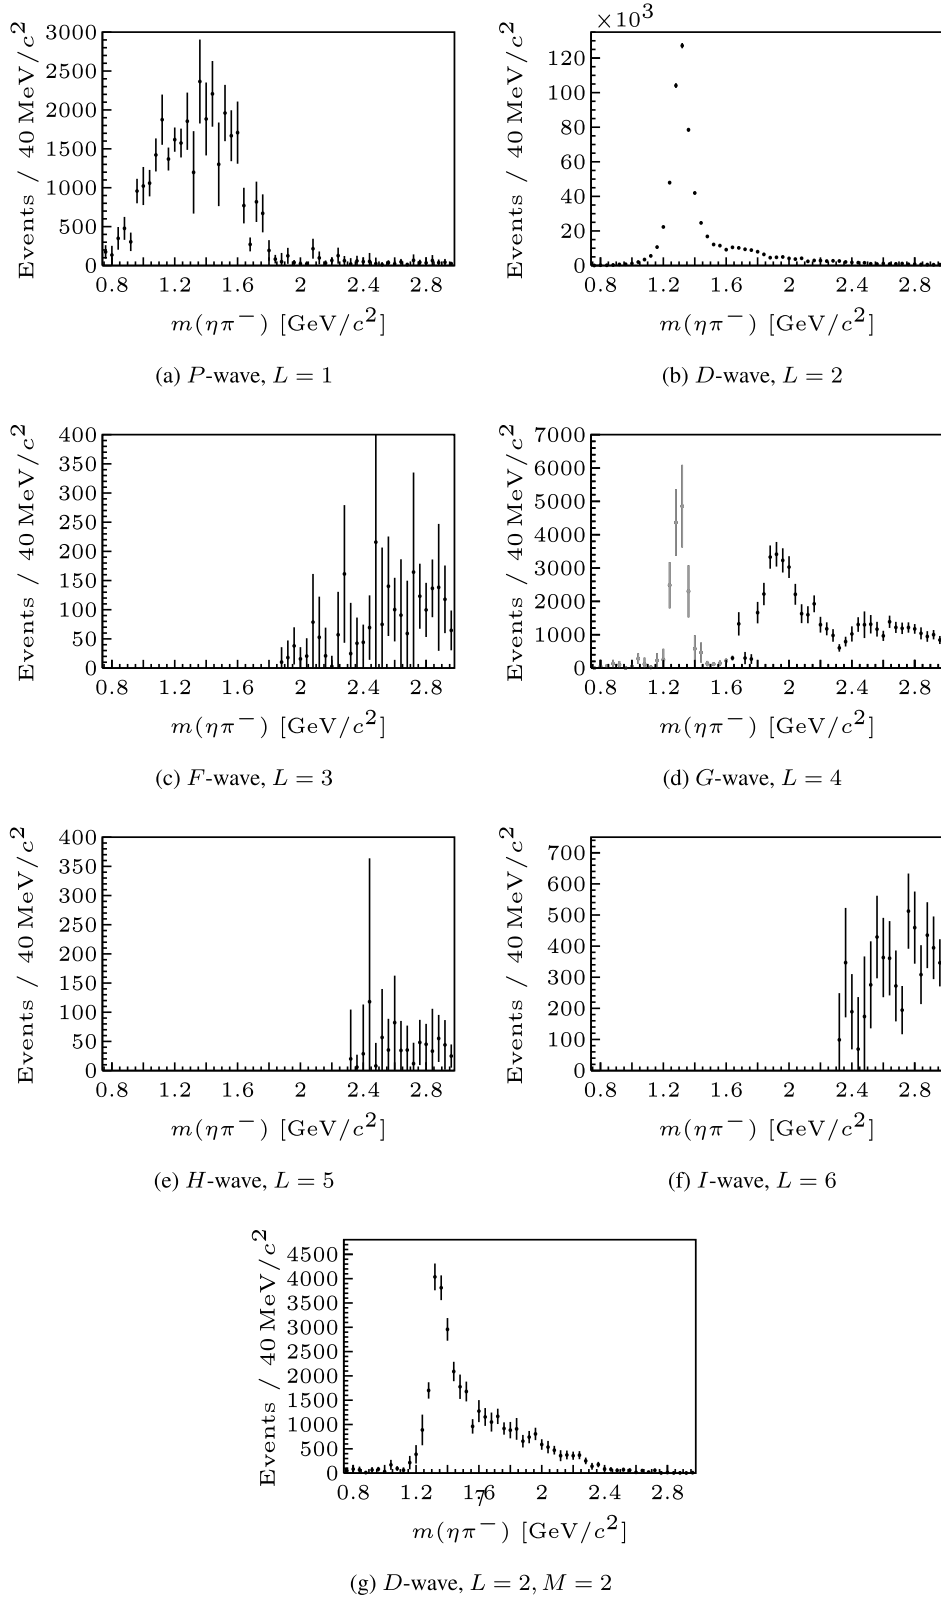 ×10³
3000
2500
2000
1500
1000
500
0
Events / 40 MeV/c²
0.8 1.2 1.6 2 2.4 2.8
m(ηπ⁻) [GeV/c²]
(a) P-wave, L = 1
120
100
80
60
40
20
0
Events / 40 MeV/c²
0.8 1.2 1.6 2 2.4 2.8
m(ηπ⁻) [GeV/c²]
(b) D-wave, L = 2
400
350
300
250
200
150
100
50
0
Events / 40 MeV/c²
0.8 1.2 1.6 2 2.4 2.8
m(ηπ⁻) [GeV/c²]
(c) F-wave, L = 3
7000
6000
5000
4000
3000
2000
1000
0
Events / 40 MeV/c²
0.8 1.2 1.6 2 2.4 2.8
m(ηπ⁻) [GeV/c²]
(d) G-wave, L = 4
400
350
300
250
200
150
100
50
0
Events / 40 MeV/c²
0.8 1.2 1.6 2 2.4 2.8
m(ηπ⁻) [GeV/c²]
(e) H-wave, L = 5
700
600
500
400
300
200
100
0
Events / 40 MeV/c²
0.8 1.2 1.6 2 2.4 2.8
m(ηπ⁻) [GeV/c²]
(f) I-wave, L = 6
4500
4000
3500
3000
2500
2000
1500
1000
500
0
Events / 40 MeV/c²
0.8 1.2 1.6 2 2.4 2.8
7
m(ηπ⁻) [GeV/c²]
(g) D-wave, L = 2, M = 2